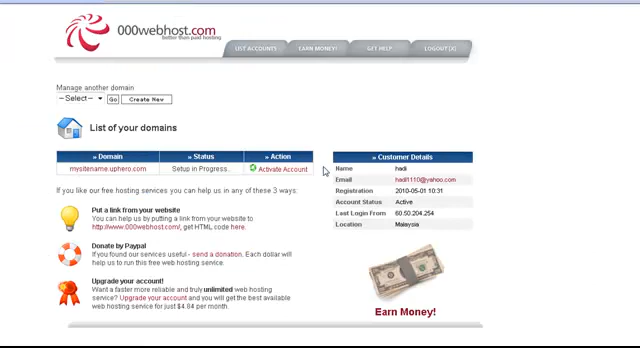 000webhost.com
better than paid hosting
LIST ACCOUNTS
EARN MONEY!
GET HELP
LOGOUT (X)
Manage another domain
--Select-- Go Create New
List of your domains
» Domain » Status » Action
mysitename.uphero.com Setup in Progress.. Activate Account
If you like our free hosting services you can help us in any of these 3 ways:
Put a link from your website
You can help us by putting a link from your website to
http://www.000webhost.com/, get HTML code here.
Donate by Paypal
If you found our services useful - send a donation. Each dollar will
help us to run this free web hosting service.
Upgrade your account!
Want a faster more reliable and truly unlimited web hosting
service? Upgrade your account and you will get the best available
web hosting service for just $4.84 per month.
» Customer Details
Name hadi
Email hadi1110@yahoo.com
Registration 2010-05-01 10:31
Account Status Active
Last Login From 60.50.204.254
Location Malaysia
Earn Money!